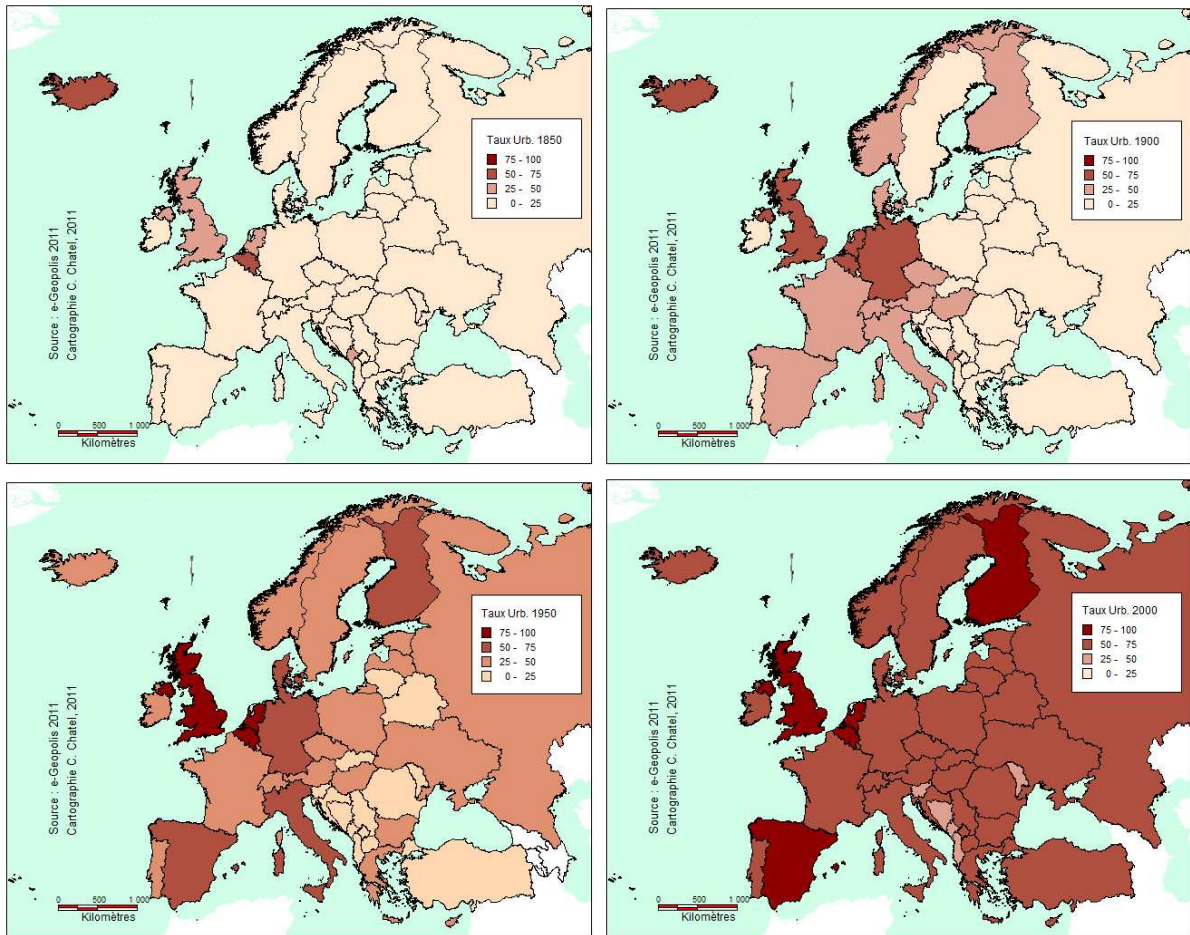 Taux Urb. 1850
75 - 100
50 - 75
25 - 50
0 - 25
Source : e-Geopolis 2011
Cartographie C. Chatel, 2011
0 500 1 000
Kilomètres
Taux Urb. 1900
75 - 100
50 - 75
25 - 50
0 - 25
Source : e-Geopolis 2011
Cartographie C. Chatel, 2011
0 500 1 000
Kilomètres
Taux Urb. 1950
75 - 100
50 - 75
25 - 50
0 - 25
Source : e-Geopolis 2011
Cartographie C. Chatel, 2011
0 500 1 000
Kilomètres
Taux Urb. 2000
75 - 100
50 - 75
25 - 50
0 - 25
Source : e-Geopolis 2011
Cartographie C. Chatel, 2011
0 500 1 000
Kilomètres